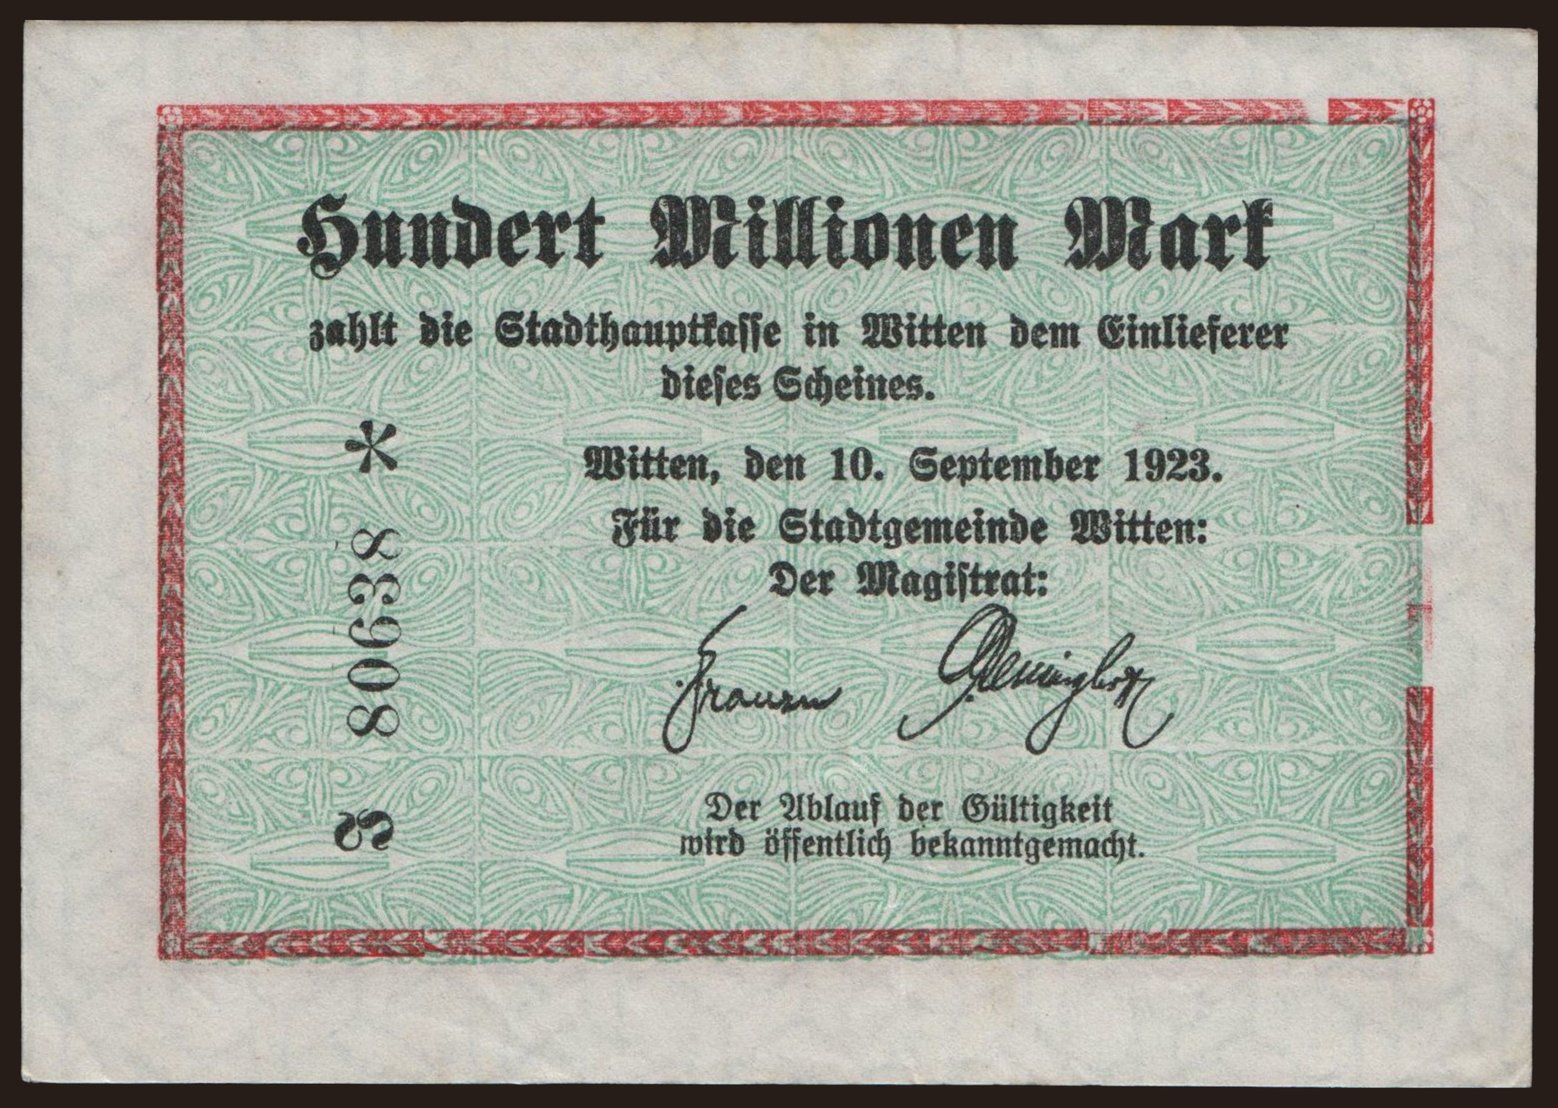 Hundert Millionen Mark
zahlt die Stadthauptkasse in Witten dem Einlieferer
dieses Scheines.
Witten, den 10. September 1923.
Für die Stadtgemeinde Witten:
Der Magistrat:
Der Ablauf der Gültigkeit
wird öffentlich bekanntgemacht.
S 80638 *